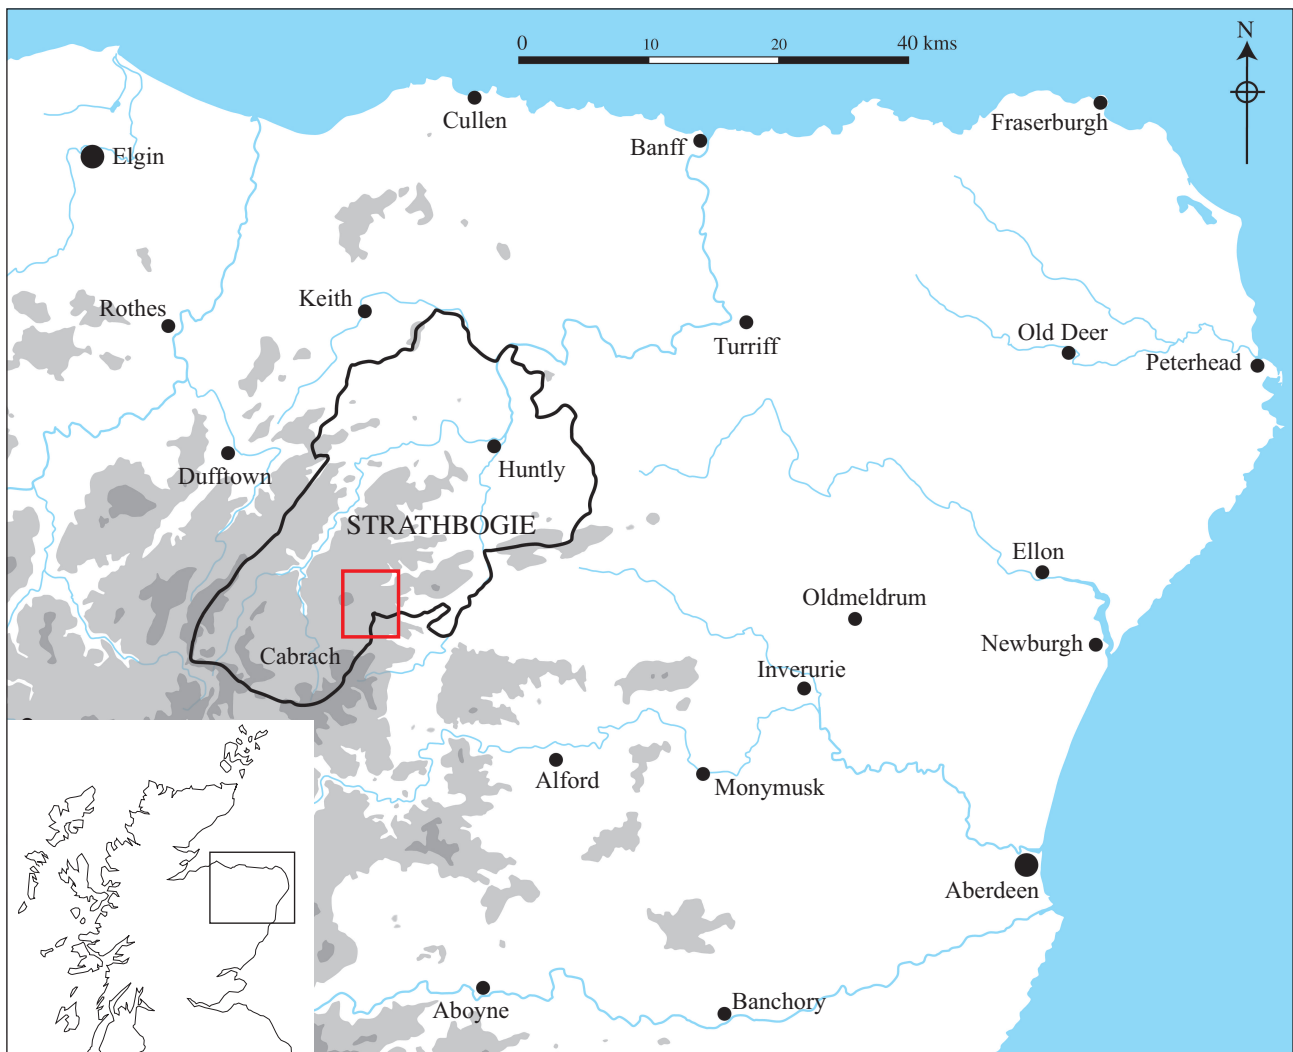 0 10 20 40 kms
N
Cullen
Fraserburgh
Banff
Elgin
Keith
Rothes
Turriff
Old Deer
Peterhead
Dufftown
Huntly
STRATHBOGIE
Ellon
Oldmeldrum
Newburgh
Cabrach
Inverurie
Alford
Monymusk
Aberdeen
Aboyne
Banchory